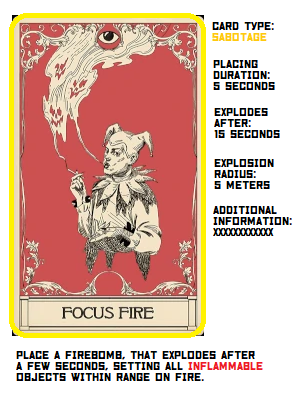 CARD TYPE:
SABOTAGE
PLACING
DURATION:
5 SECONDS
EXPLODES
AFTER:
15 SECONDS
EXPLOSION
RADIUS:
5 METERS
ADDITIONAL
INFORMATION:
XXXXXXXXXXXX
FOCUS FIRE
PLACE A FIREBOMB, THAT EXPLODES AFTER
A FEW SECONDS, SETTING ALL INFLAMMABLE
OBJECTS WITHIN RANGE ON FIRE.